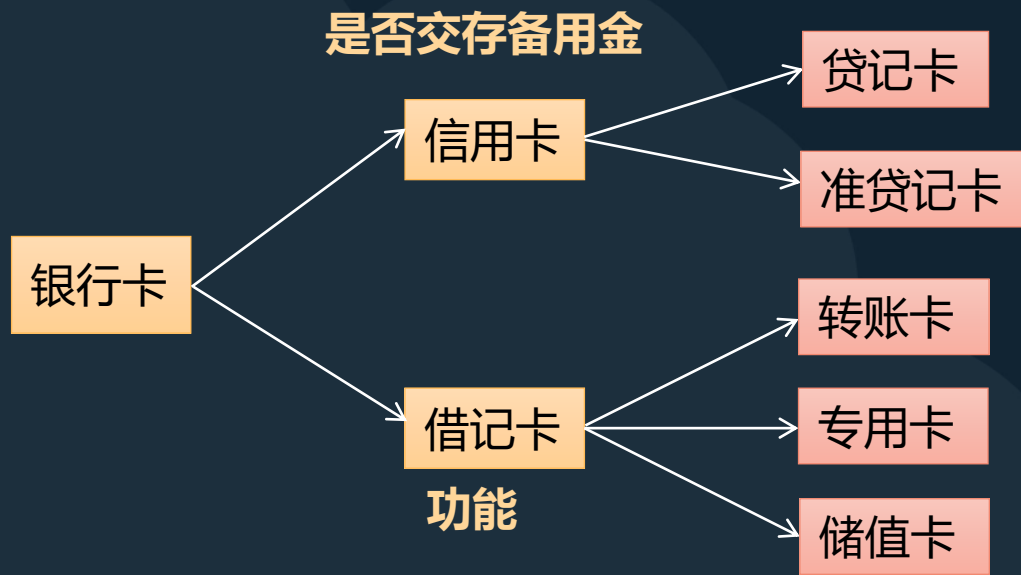 是否交存备用金
贷记卡
信用卡
准贷记卡
银行卡
转账卡
借记卡
专用卡
功能
储值卡